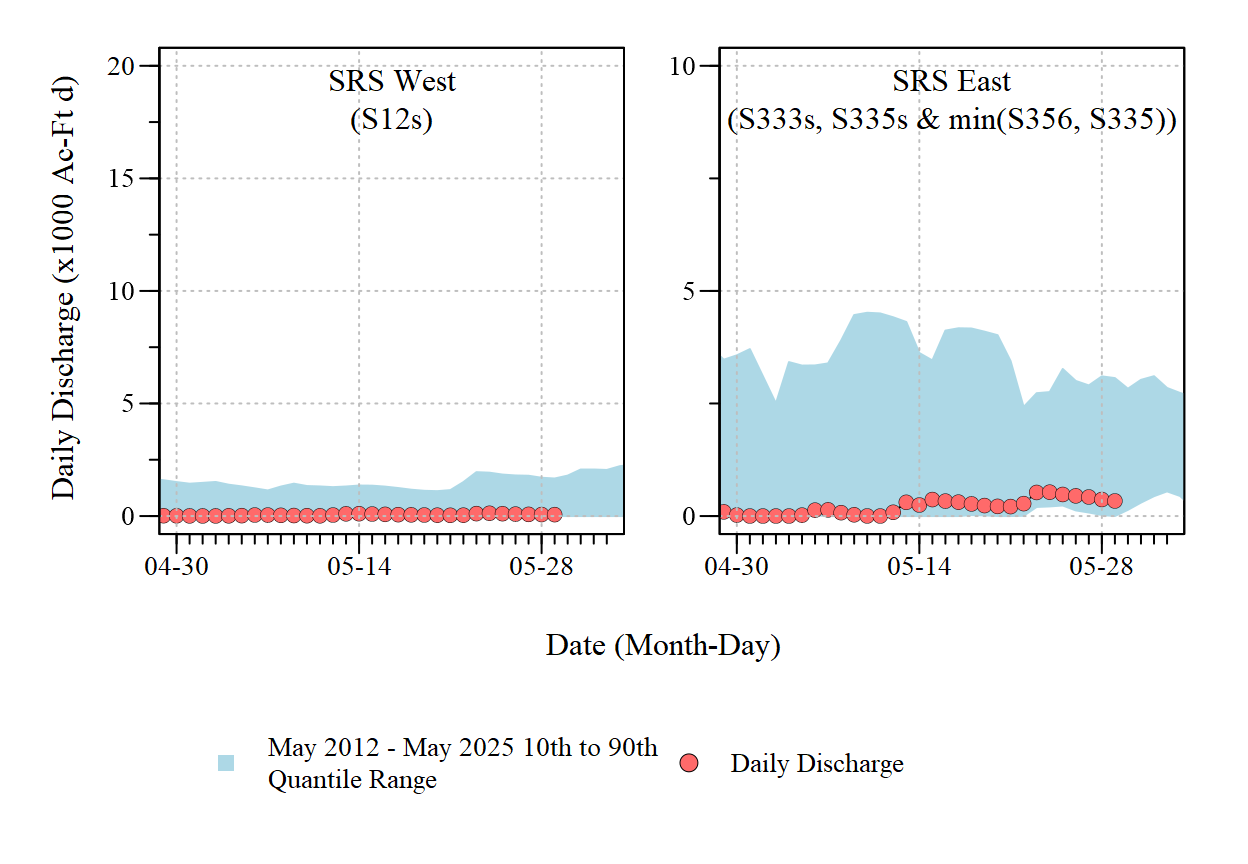 SRS West
(S12s)
20
15
10
5
0
04-30
05-14
05-28
Daily Discharge (x1000 Ac-Ft d)
SRS East
(S333s, S335s & min(S356, S335))
10
5
0
04-30
05-14
05-28
Date (Month-Day)
May 2012 - May 2025 10th to 90th
Quantile Range
Daily Discharge